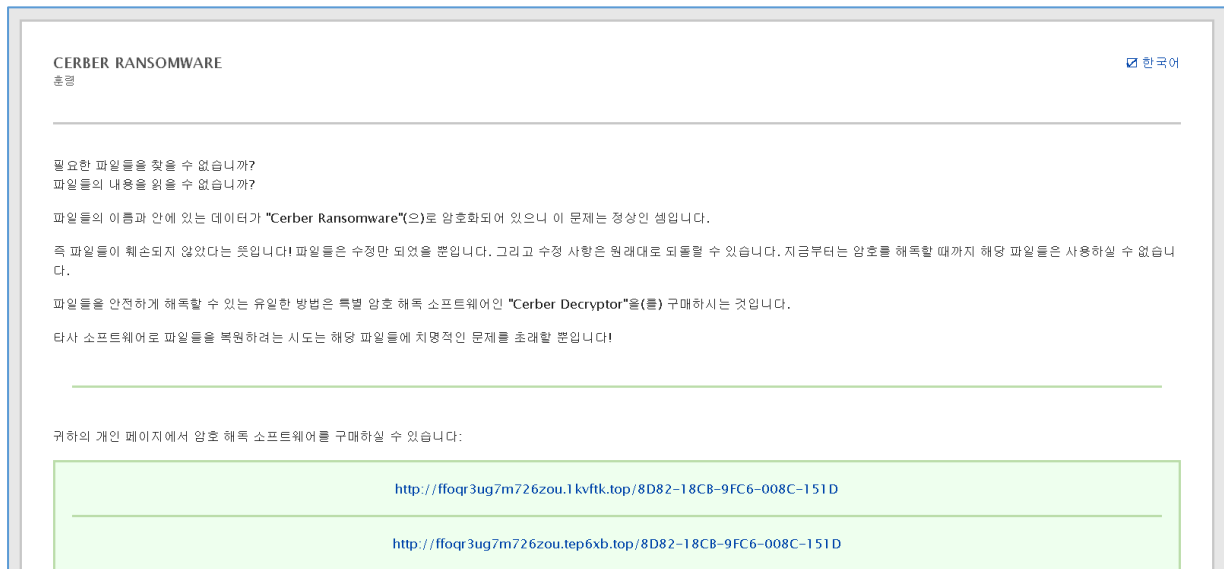 CERBER RANSOMWARE
☑ 한국어
훈령
필요한 파일들을 찾을 수 없습니까?
파일들의 내용을 읽을 수 없습니까?
파일들의 이름과 안에 있는 데이터가 "Cerber Ransomware"(으)로 암호화되어 있으니 이 문제는 정상인 셈입니다.
즉 파일들이 훼손되지 않았다는 뜻입니다! 파일들은 수정만 되었을 뿐입니다. 그리고 수정 사항은 원래대로 되돌릴 수 있습니다. 지금부터는 암호를 해독할 때까지 해당 파일들은 사용하실 수 없습니
다.
파일들을 안전하게 해독할 수 있는 유일한 방법은 특별 암호 해독 소프트웨어인 "Cerber Decryptor"을(를) 구매하시는 것입니다.
타사 소프트웨어로 파일들을 복원하려는 시도는 해당 파일들에 치명적인 문제를 초래할 뿐입니다!
귀하의 개인 페이지에서 암호 해독 소프트웨어를 구매하실 수 있습니다:
http://ffoqr3ug7m726zou.1kvftk.top/8D82-18CB-9FC6-008C-151D
http://ffoqr3ug7m726zou.tep6xb.top/8D82-18CB-9FC6-008C-151D